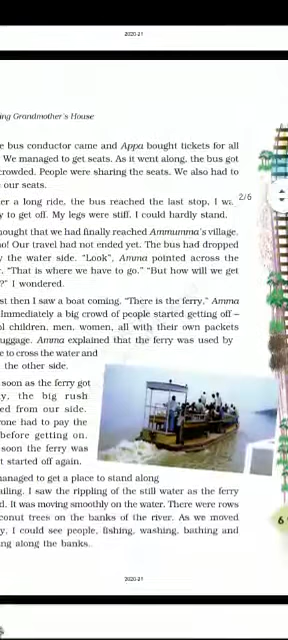 2020-21
ing Grandmother's House
e bus conductor came and Appa bought tickets for all
We managed to get seats. As it went along, the bus got
crowded. People were sharing the seats. We also had to
our seats.
er a long ride, the bus reached the last stop. I
2/6
y to get off. My legs were stiff. I could hardly stand.
hought that we had finally reached Ammumma's village.
o! Our travel had not ended yet. The bus had dropped
y the water side. "Look", Amma pointed across the
. "That is where we have to go." "But how will we get
?" I wondered.
st then I saw a boat coming. "There is the ferry," Amma
Immediately a big crowd of people started getting off –
ol children, men, women, all with their own packets
uggage. Amma explained that the ferry was used by
e to cross the water and
the other side.
soon as the ferry got
y, the big rush
ed from our side.
one had to pay the
before getting on.
soon the ferry was
t started off again.
managed to get a place to stand along
ailing. I saw the rippling of the still water as the ferry
d. It was moving smoothly on the water. There were rows
conut trees on the banks of the river. As we moved
y, I could see people, fishing, washing, bathing and
ng along the banks.
6
2020-21